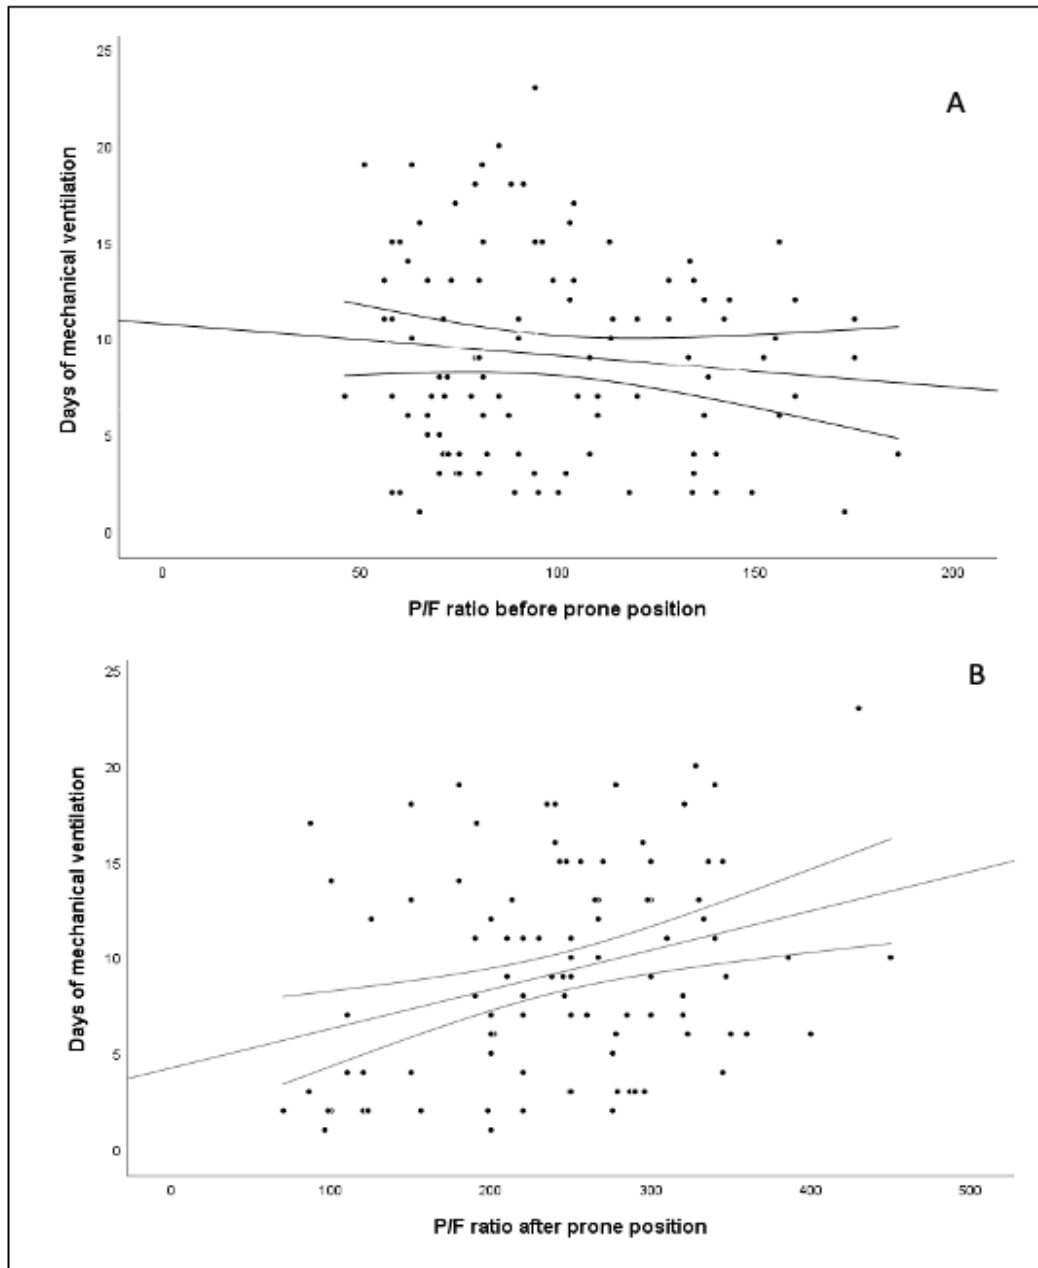 A
25
20
15
10
5
0
Days of mechanical ventilation
0 50 100 150 200
P/F ratio before prone position
B
25
20
15
10
5
0
Days of mechanical ventilation
0 100 200 300 400 500
P/F ratio after prone position